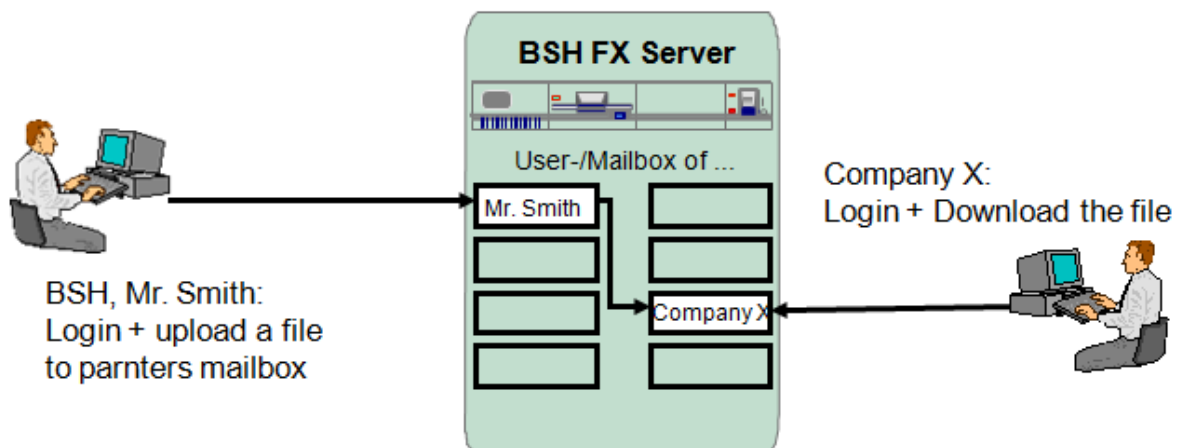 BSH FX Server
User-/Mailbox of ...
Mr. Smith
Company X
BSH, Mr. Smith:
Login + upload a file
to parnters mailbox
Company X:
Login + Download the file